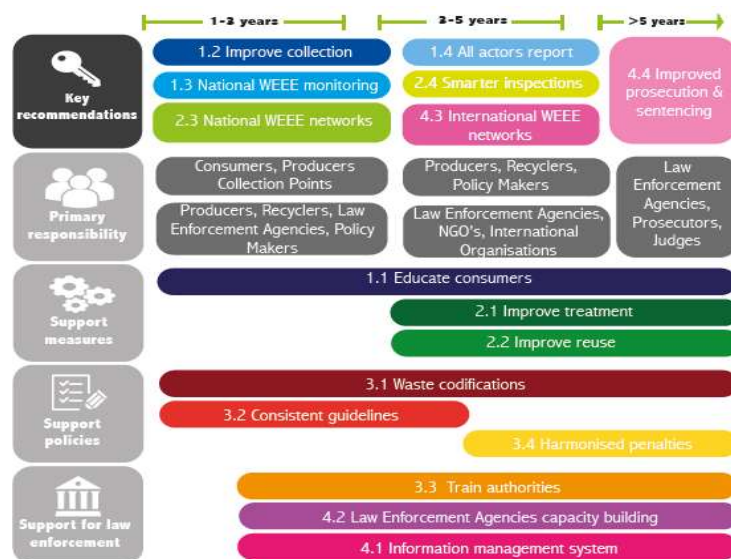 1-3 years
3-5 years
>5 years
Key
recommendations
1.2 Improve collection
1.3 National WEEE monitoring
2.3 National WEEE networks
1.4 All actors report
2.4 Smarter inspections
4.3 International WEEE
networks
4.4 Improved
prosecution &
sentencing
Primary
responsibility
Consumers, Producers
Collection Points
Producers, Recyclers, Law
Enforcement Agencies, Policy
Makers
Producers, Recyclers,
Policy Makers
Law Enforcement Agencies,
NGO's, International
Organisations
Law
Enforcement
Agencies,
Prosecutors,
Judges
Support
measures
1.1 Educate consumers
2.1 Improve treatment
2.2 Improve reuse
Support
policies
3.1 Waste codifications
3.2 Consistent guidelines
3.4 Harmonised penalties
Support for law
enforcement
3.3 Train authorities
4.2 Law Enforcement Agencies capacity building
4.1 Information management system